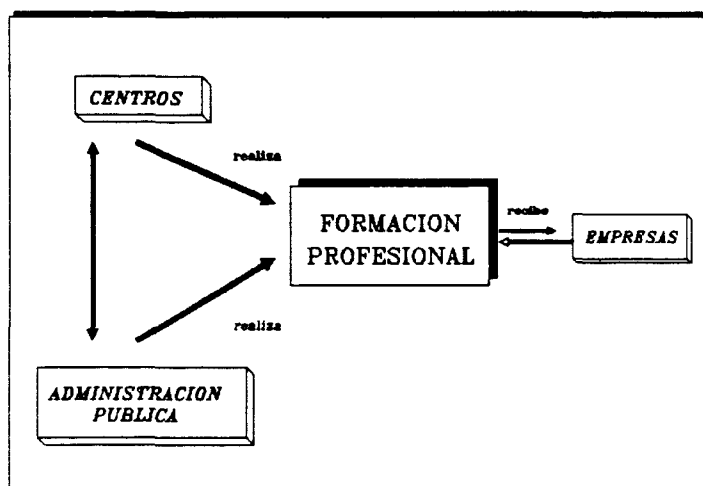 CENTROS
realiza
FORMACION
PROFESIONAL
recibe
EMPRESAS
realiza
ADMINISTRACION
PUBLICA